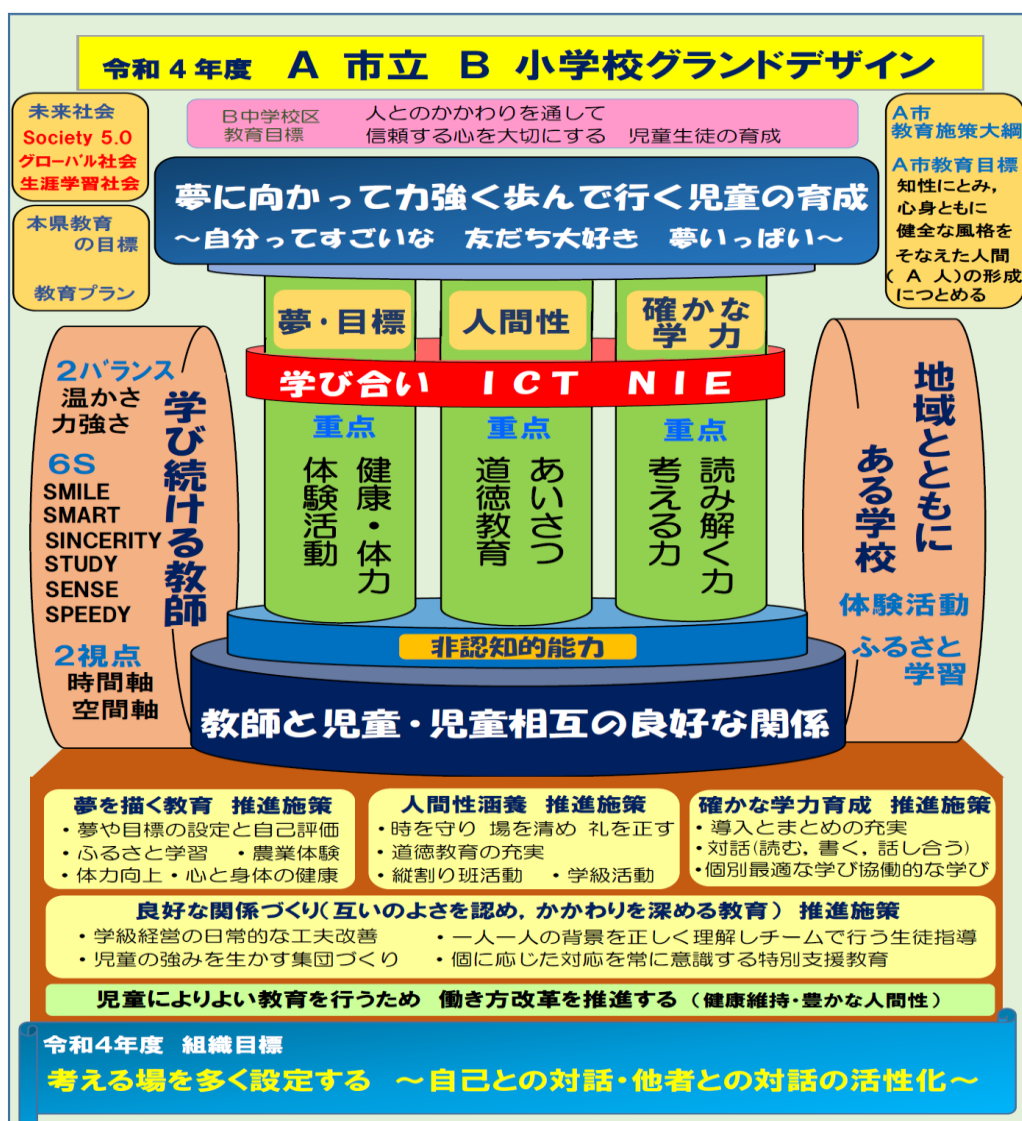 令和4年度 A 市立 B 小学校グランドデザイン
未来社会
Society 5.0
グローバル社会
生涯学習社会
本県教育
の目標
教育プラン
B中学校区
教育目標
人とのかかわりを通して
信頼する心を大切にする 児童生徒の育成
A市
教育施策大綱
A市教育目標
知性にとみ，
心身ともに
健全な風格を
そなえた人間
( A 人)の形成
につとめる
夢に向かって力強く歩んで行く児童の育成
～自分ってすごいな 友だち大好き 夢いっぱい～
夢・目標
人間性
確かな
学 力
学び合い ICT NIE
重点
健康・体力
体験活動
重点
あいさつ
道徳教育
重点
読み解く力
考える力
2バランス
温かさ
力強さ
6S
SMILE
SMART
SINCERITY
STUDY
SENSE
SPEEDY
2視点
時間軸
空間軸
学び続ける教師
地域とともに
ある学校
体験活動
ふるさと
学習
非認知的能力
教師と児童・児童相互の良好な関係
夢を描く教育 推進施策
・夢や目標の設定と自己評価
・ふるさと学習 ・農業体験
・体力向上・心と身体の健康
人間性涵養 推進施策
・時を守り 場を清め 礼を正す
・道徳教育の充実
・縦割り班活動 ・学級活動
確かな学力育成 推進施策
・導入とまとめの充実
・対話(読む，書く，話し合う)
・個別最適な学び協働的な学び
良好な関係づくり(互いのよさを認め，かかわりを深める教育) 推進施策
・学級経営の日常的な工夫改善 ・一人一人の背景を正しく理解しチームで行う生徒指導
・児童の強みを生かす集団づくり ・個に応じた対応を常に意識する特別支援教育
児童によりよい教育を行うため 働き方改革を推進する (健康維持・豊かな人間性)
令和4年度 組織目標
考える場を多く設定する ～自己との対話・他者との対話の活性化～